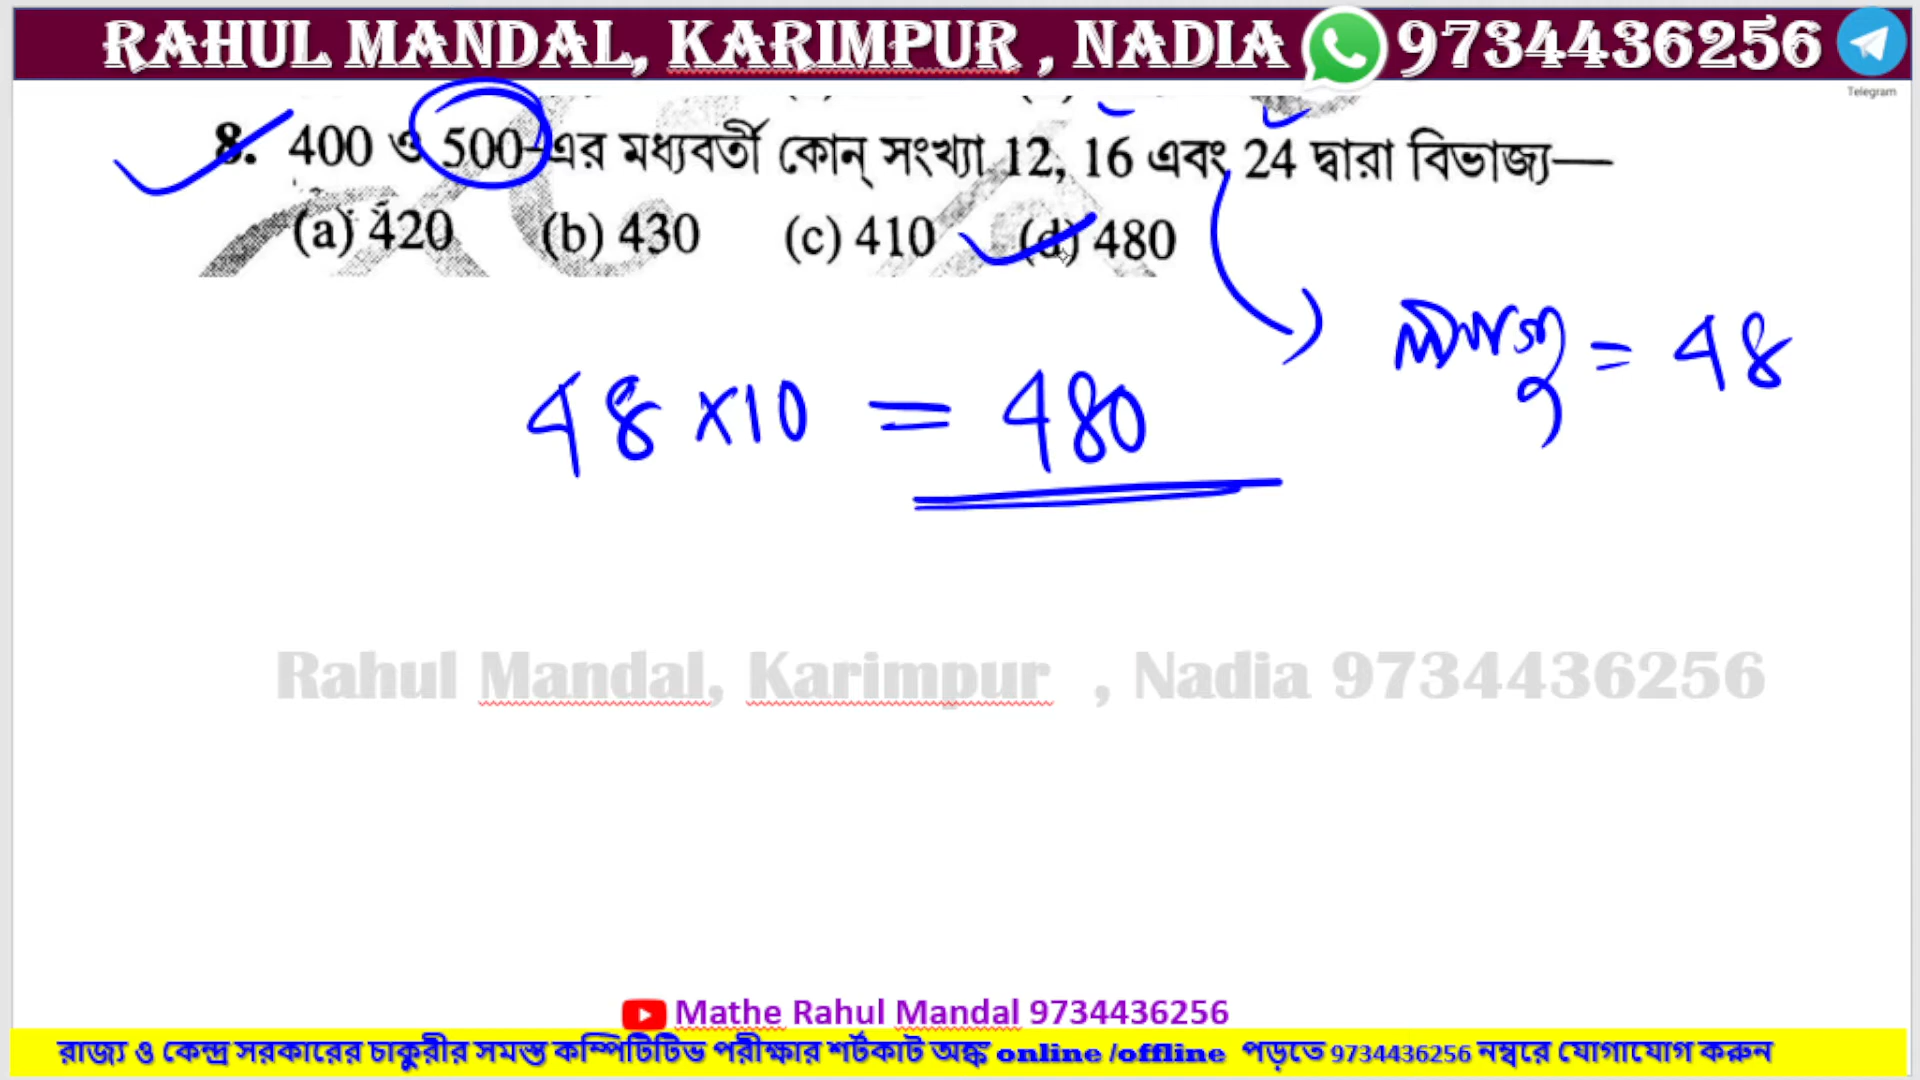 RAHUL MANDAL, KARIMPUR , NADIA 9734436256
Telegram
8. 400 ও 500-এর মধ্যবর্তী কোন্ সংখ্যা 12, 16 এবং 24 দ্বারা বিভাজ্য—
(a) 420 (b) 430 (c) 410 (d) 480
লসাগু = 48
48 × 10 = 480
Rahul Mandal, Karimpur , Nadia 9734436256
Mathe Rahul Mandal 9734436256
রাজ্য ও কেন্দ্র সরকারের চাকুরীর সমস্ত কম্পিটিটিভ পরীক্ষার শর্টকাট অঙ্ক online /offline পড়তে 9734436256 নম্বরে যোগাযোগ করুন